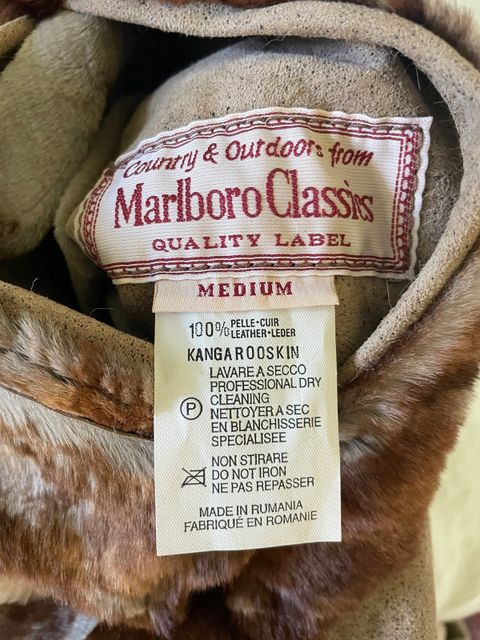 Country & Outdoors from
Marlboro Classics
QUALITY LABEL
MEDIUM
100% PELLE-CUIR
LEATHER-LEDER
KANGAROOSKIN
LAVARE A SECCO
PROFESSIONAL DRY
CLEANING
P NETTOYER A SEC
EN BLANCHISSERIE
SPECIALISEE
NON STIRARE
DO NOT IRON
NE PAS REPASSER
MADE IN RUMANIA
FABRIQUÉ EN ROMANIE